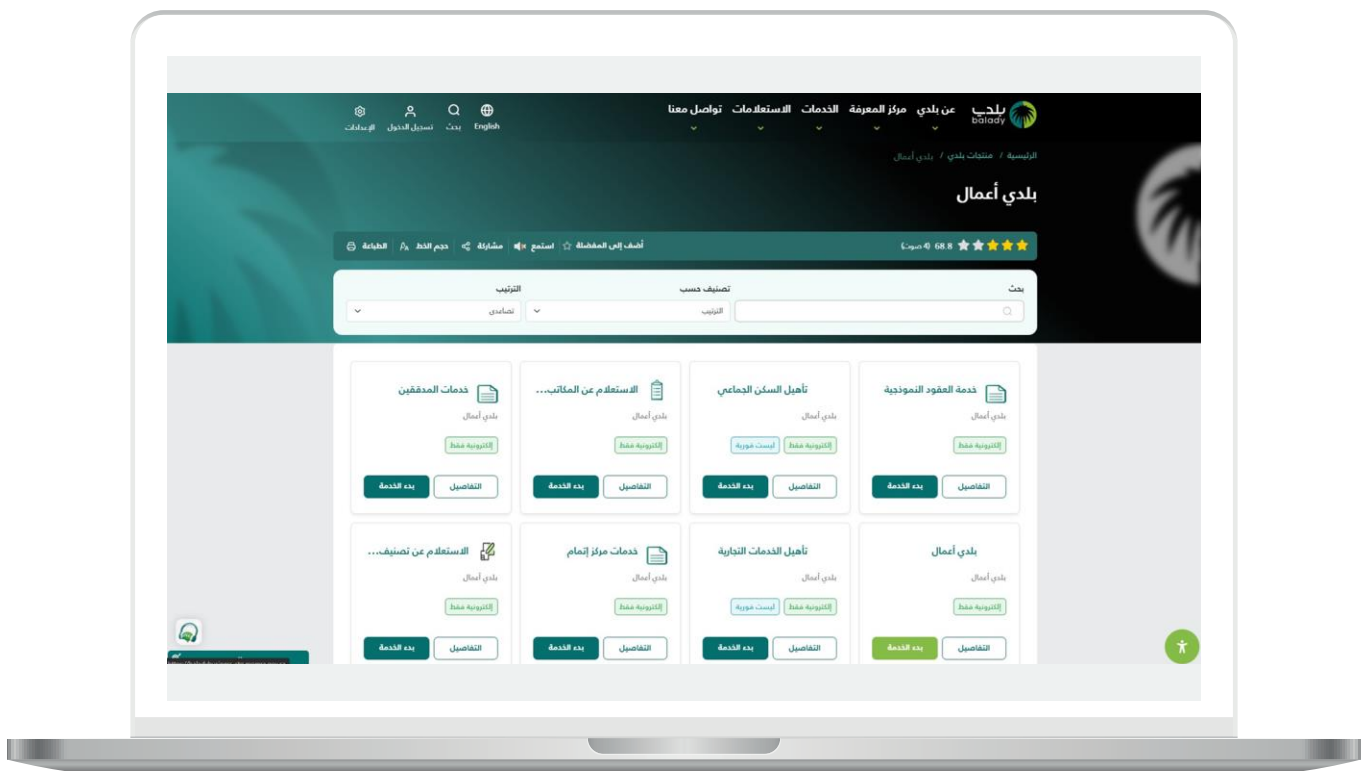 بلدي balady
عن بلدي مركز المعرفة الخدمات الاستعلامات تواصل معنا
English بحث تسجيل الدخول الإعدادات
الرئيسية / منتجات بلدي / بلدي أعمال
بلدي أعمال
68.8 (4 صوت) أضف إلى المفضلة استمع مشاركة حجم الخط الطباعة
بحث تصنيف حسب الترتيب
الترتيب تصاعدي
خدمة العقود النموذجية تأهيل السكن الجماعي الاستعلام عن المكاتب... خدمات المدققين
بلدي أعمال بلدي أعمال بلدي أعمال بلدي أعمال
إلكترونية فقط إلكترونية فقط ليست فورية إلكترونية فقط إلكترونية فقط
التفاصيل بدء الخدمة التفاصيل بدء الخدمة التفاصيل بدء الخدمة التفاصيل بدء الخدمة
بلدي أعمال تأهيل الخدمات التجارية خدمات مركز إتمام الاستعلام عن تصنيف...
بلدي أعمال بلدي أعمال بلدي أعمال بلدي أعمال
إلكترونية فقط إلكترونية فقط ليست فورية إلكترونية فقط إلكترونية فقط
التفاصيل بدء الخدمة التفاصيل بدء الخدمة التفاصيل بدء الخدمة التفاصيل بدء الخدمة